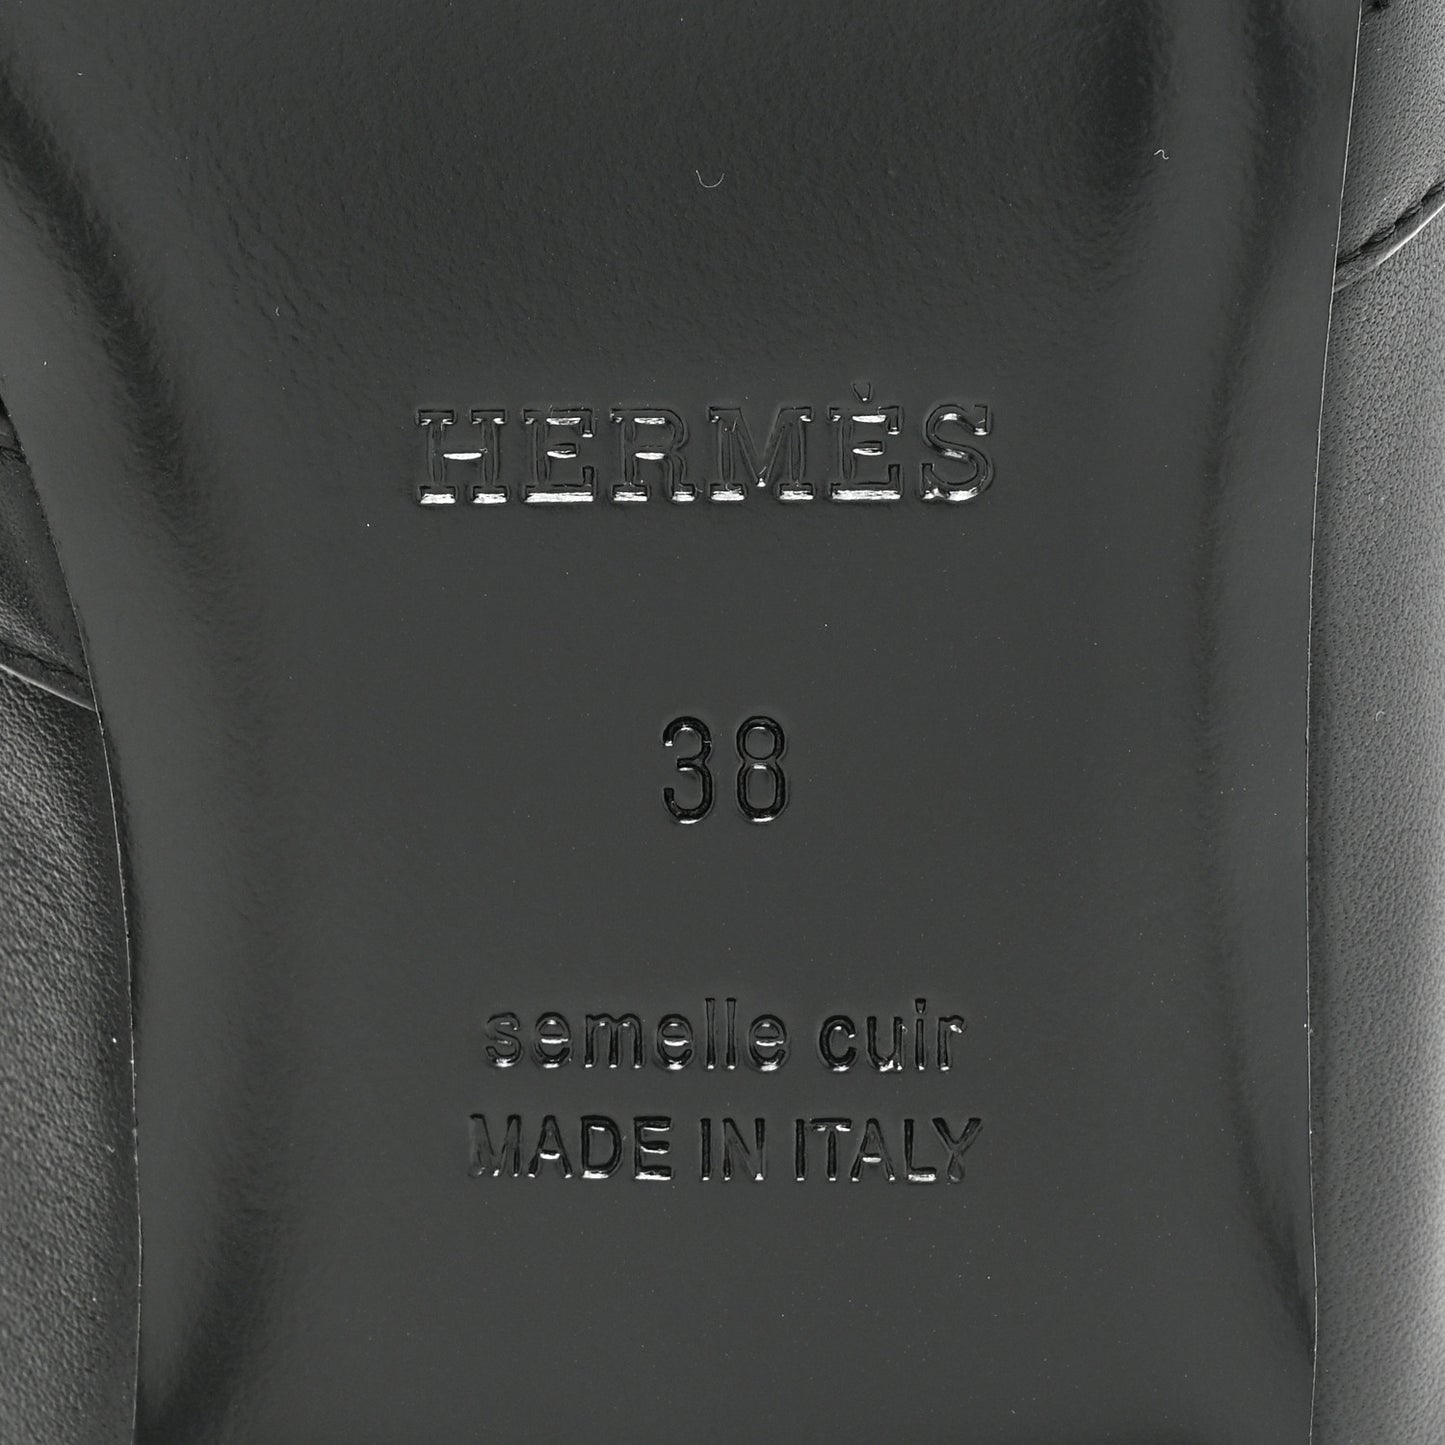 HERMÈS
38
semelle cuir
MADE IN ITALY